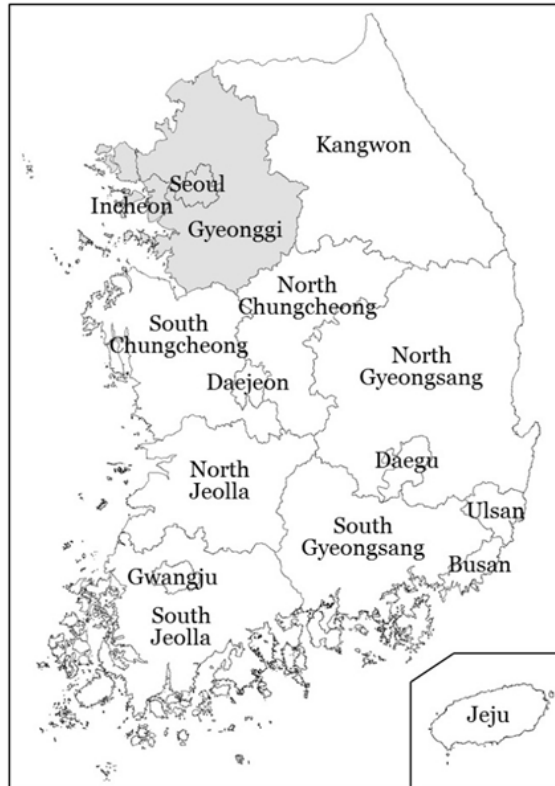 Kangwon
Seoul
Incheon
Gyeonggi
North
Chungcheong
South
Chungcheong
North
Gyeongsang
Daejeon
Daegu
North
Jeolla
Ulsan
South
Gyeongsang
Busan
Gwangju
South
Jeolla
Jeju